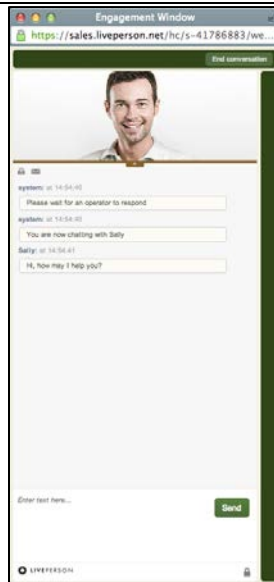 Engagement Window
https://sales.liveperson.net/hc/s-41786883/we...
End conversation
system: at 14:54:40
Please wait for an operator to respond
system: at 14:54:40
You are now chatting with Sally
Sally: at 14:54:41
Hi, how may I help you?
Enter text here...
Send
LIVEPERSON